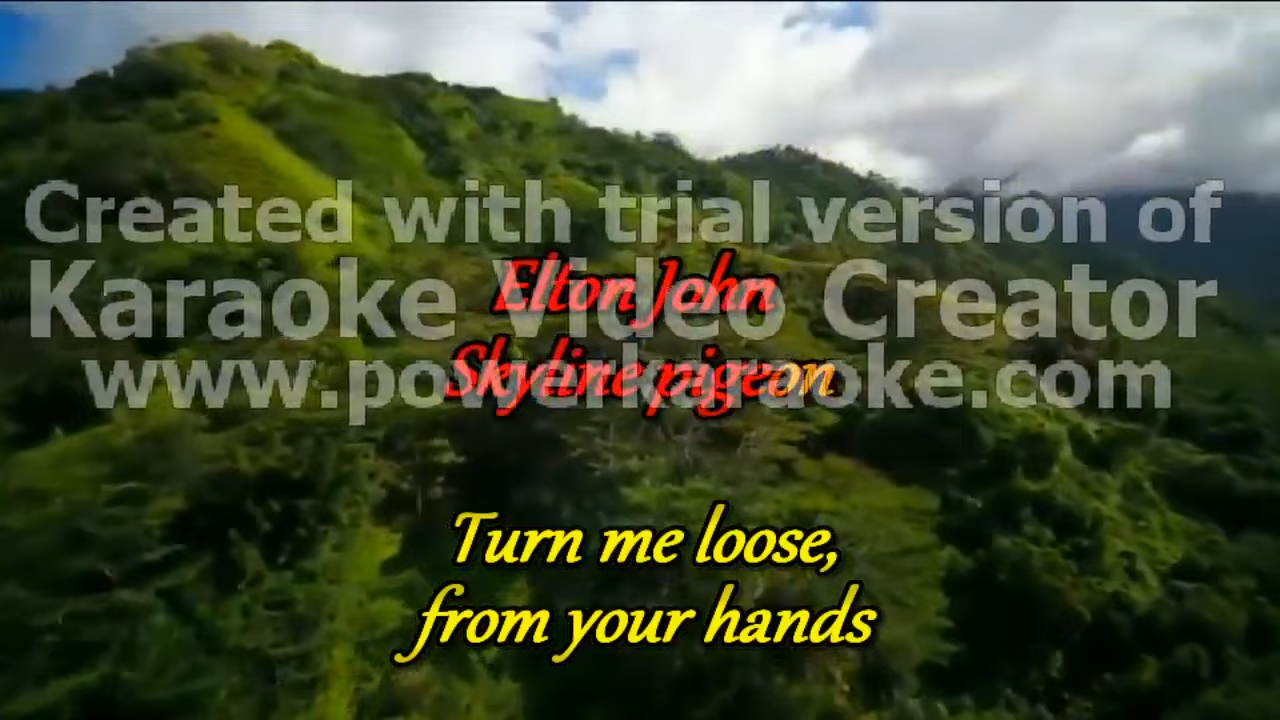 Created with trial version of
Elton John
Karaoke Video Creator
Skyline pigeon
www.powerkaraoke.com
Turn me loose,
from your hands